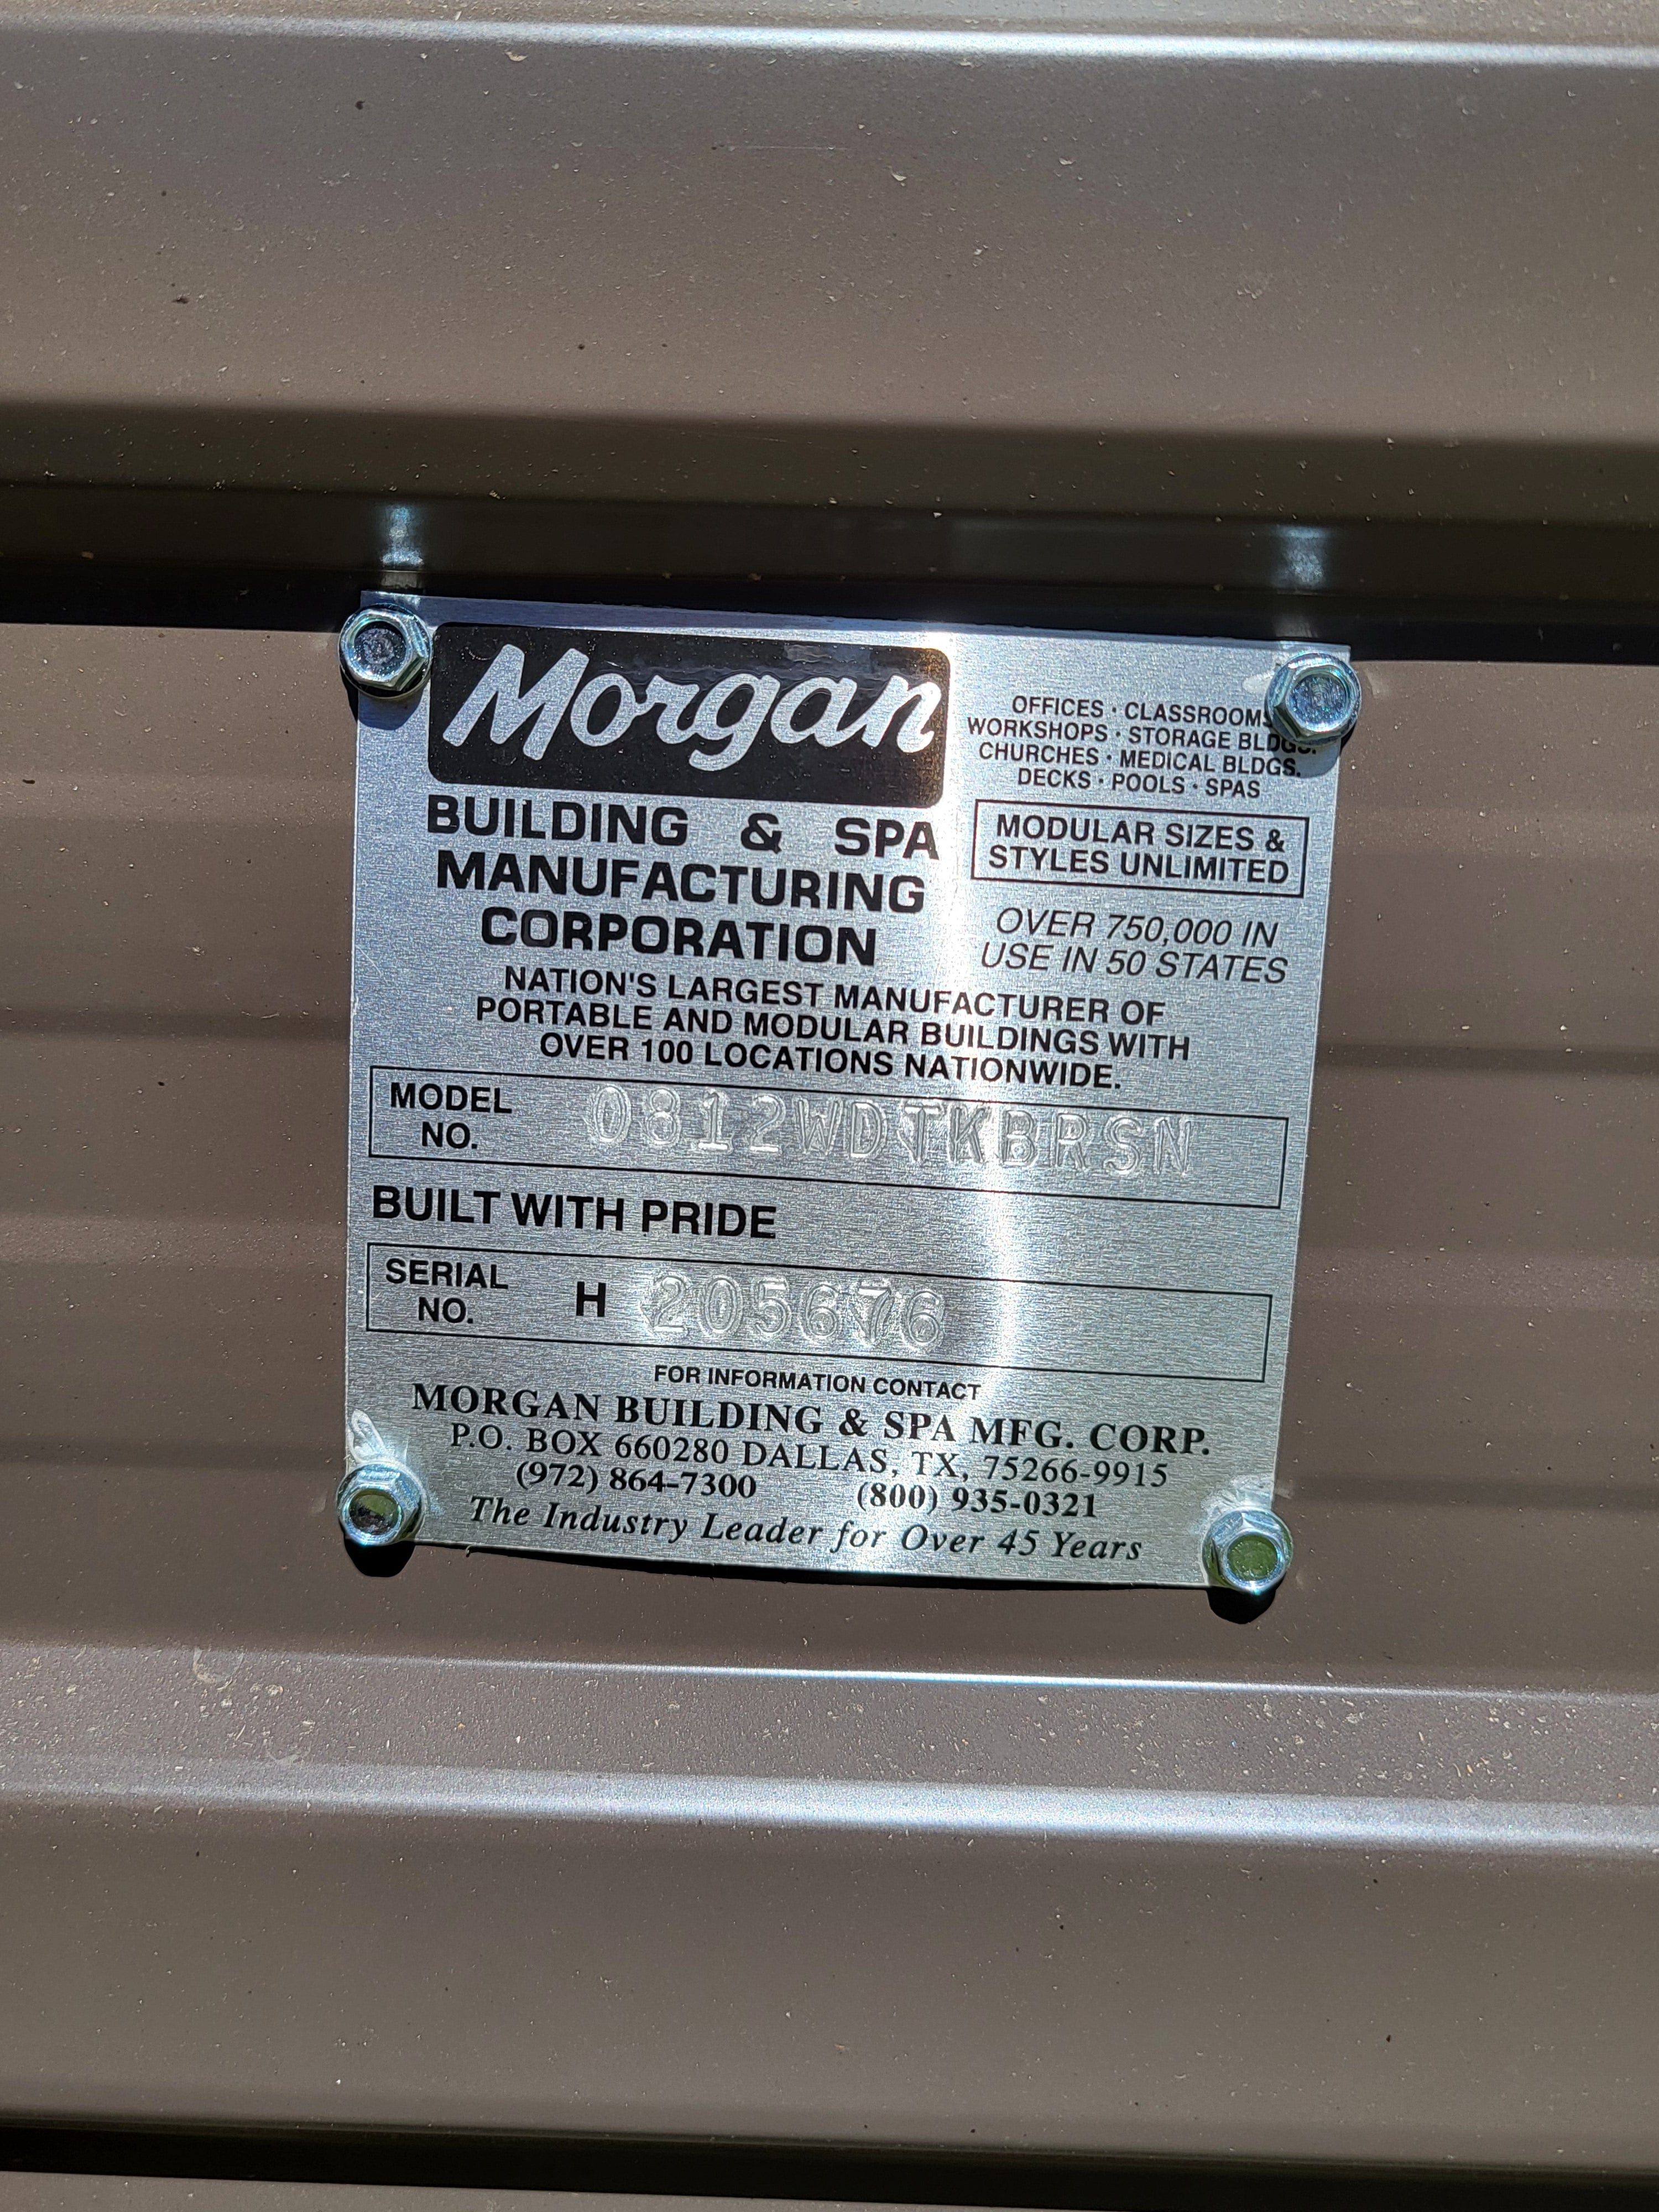 Morgan
BUILDING & SPA
MANUFACTURING
CORPORATION
OFFICES · CLASSROOMS
WORKSHOPS · STORAGE BLDGS.
CHURCHES · MEDICAL BLDGS.
DECKS · POOLS · SPAS
MODULAR SIZES &
STYLES UNLIMITED
OVER 750,000 IN
USE IN 50 STATES
NATION'S LARGEST MANUFACTURER OF
PORTABLE AND MODULAR BUILDINGS WITH
OVER 100 LOCATIONS NATIONWIDE.
MODEL NO. 0812WDTKBRSN
BUILT WITH PRIDE
SERIAL NO. H 205676
FOR INFORMATION CONTACT
MORGAN BUILDING & SPA MFG. CORP.
P.O. BOX 660280 DALLAS, TX, 75266-9915
(972) 864-7300 (800) 935-0321
The Industry Leader for Over 45 Years